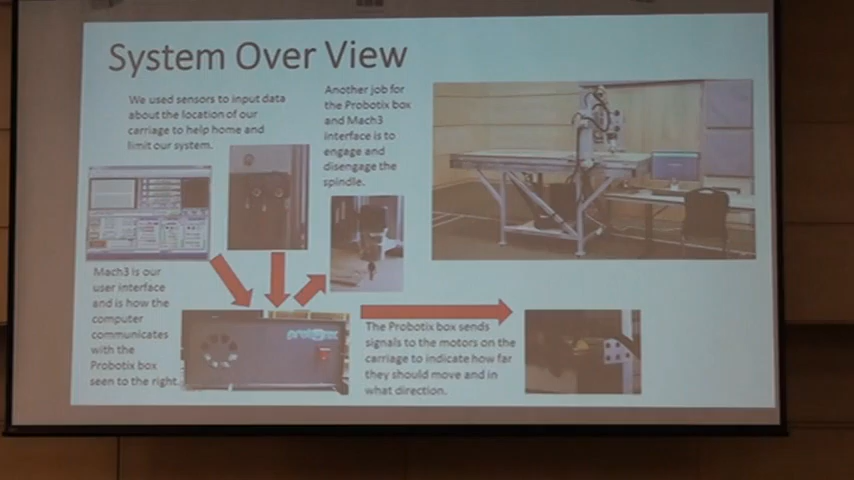 System Over View
We used sensors to input data
about the location of our
carriage to help home and
limit our system.
Another job for
the Probotix box
and Mach3
interface is to
engage and
disengage the
spindle.
Mach3 is our
user interface
and is how the
computer
communicates
with the
Probotix box
seen to the right.
The Probotix box sends
signals to the motors on the
carriage to indicate how far
they should move and in
what direction.